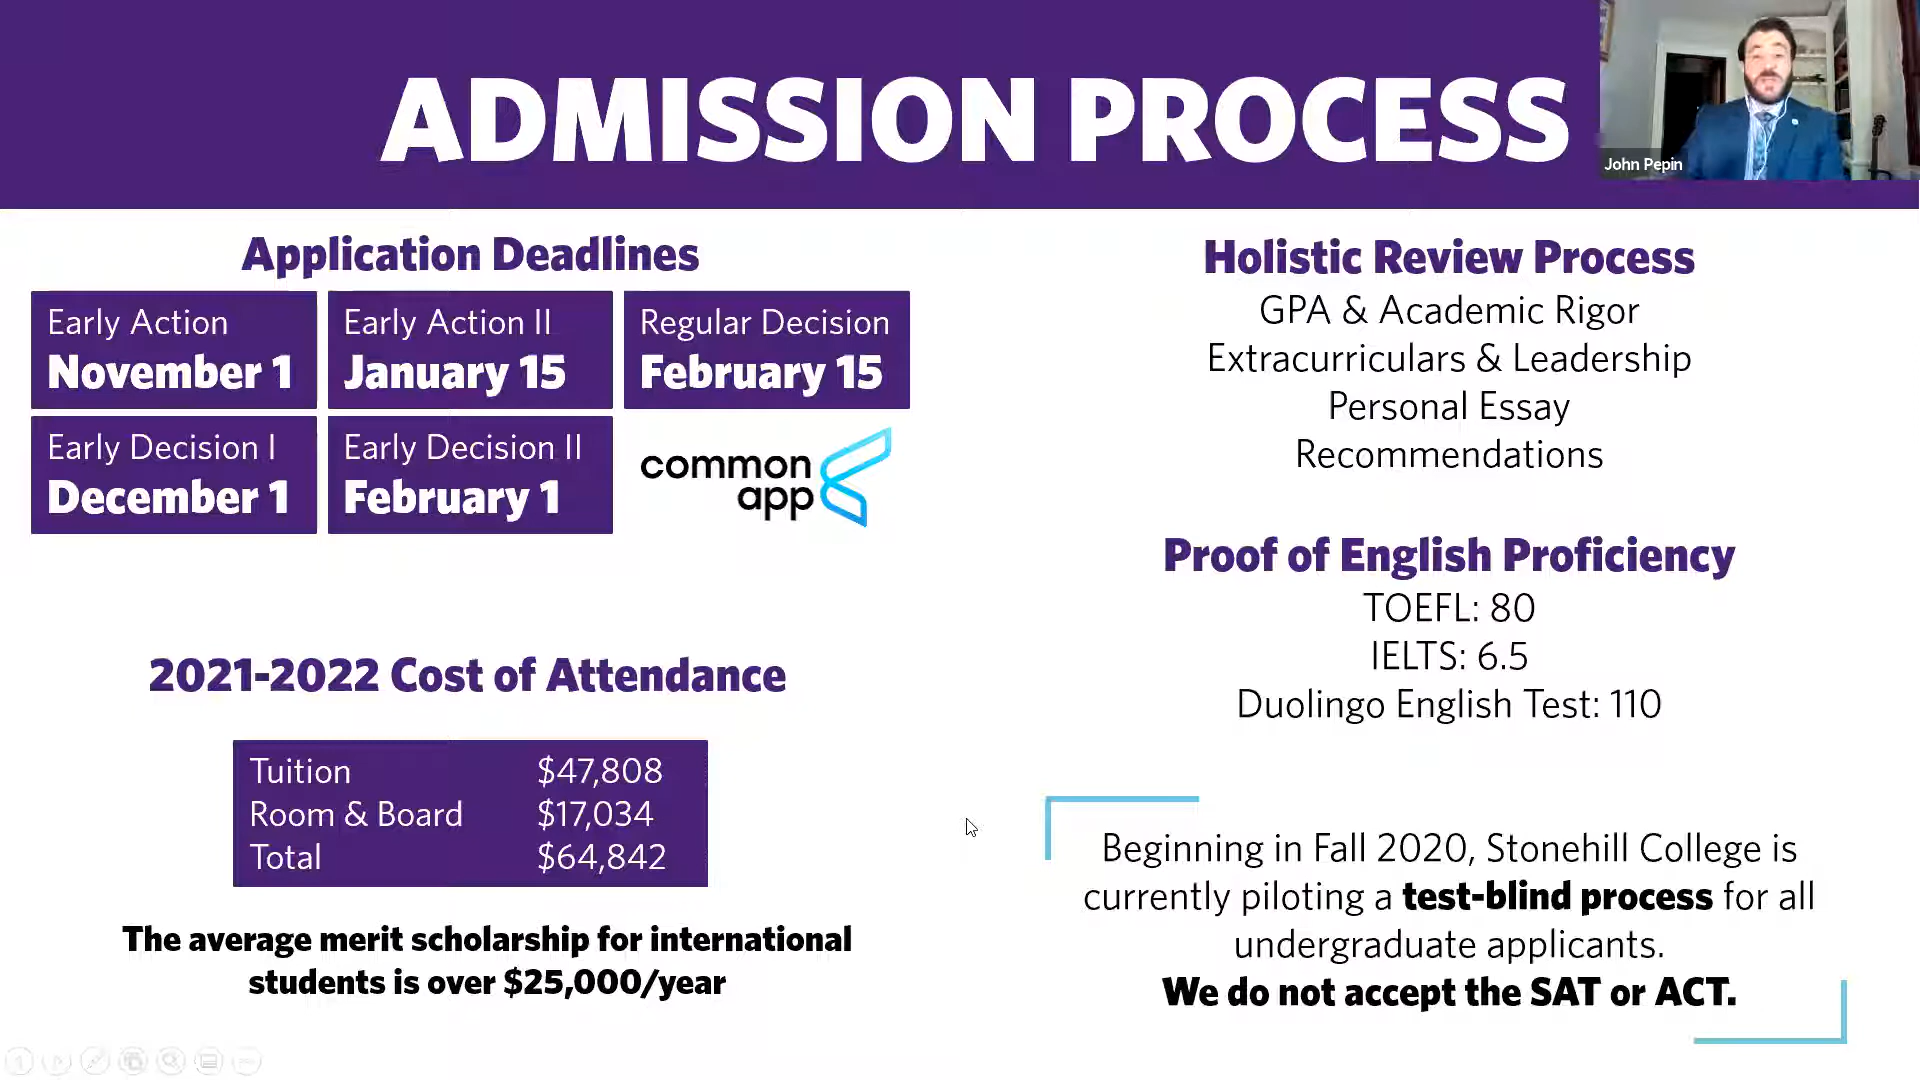 ADMISSION PROCESS
John Pepin
Application Deadlines
Early Action
November 1
Early Action II
January 15
Regular Decision
February 15
Early Decision I
December 1
Early Decision II
February 1
common
app
2021-2022 Cost of Attendance
Tuition $47,808
Room & Board $17,034
Total $64,842
The average merit scholarship for international
students is over $25,000/year
Holistic Review Process
GPA & Academic Rigor
Extracurriculars & Leadership
Personal Essay
Recommendations
Proof of English Proficiency
TOEFL: 80
IELTS: 6.5
Duolingo English Test: 110
Beginning in Fall 2020, Stonehill College is
currently piloting a test-blind process for all
undergraduate applicants.
We do not accept the SAT or ACT.